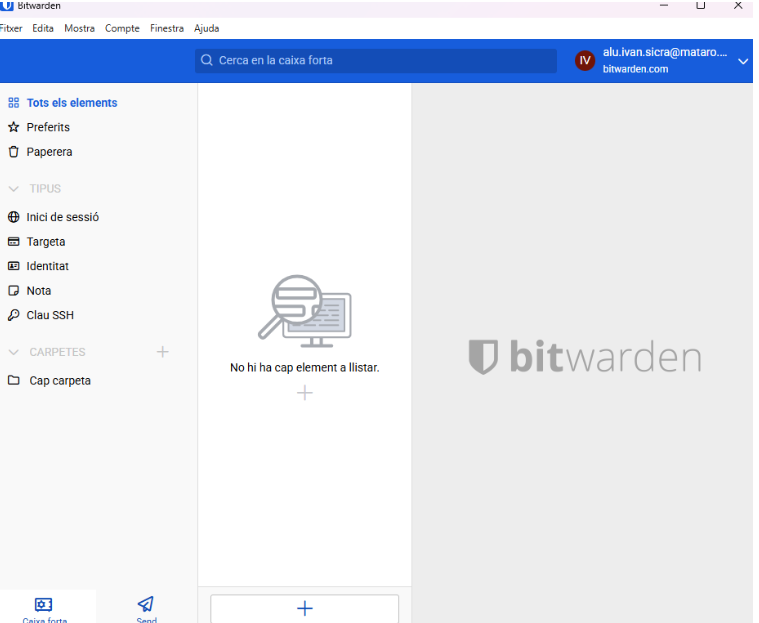 Bitwarden
Fitxer Edita Mostra Compte Finestra Ajuda
Cerca en la caixa forta
IV
alu.ivan.sicra@mataro....
bitwarden.com
Tots els elements
Preferits
Paperera
TIPUS
Inici de sessió
Targeta
Identitat
Nota
Clau SSH
CARPETES
Cap carpeta
No hi ha cap element a llistar.
bitwarden
Caixa forta
Send